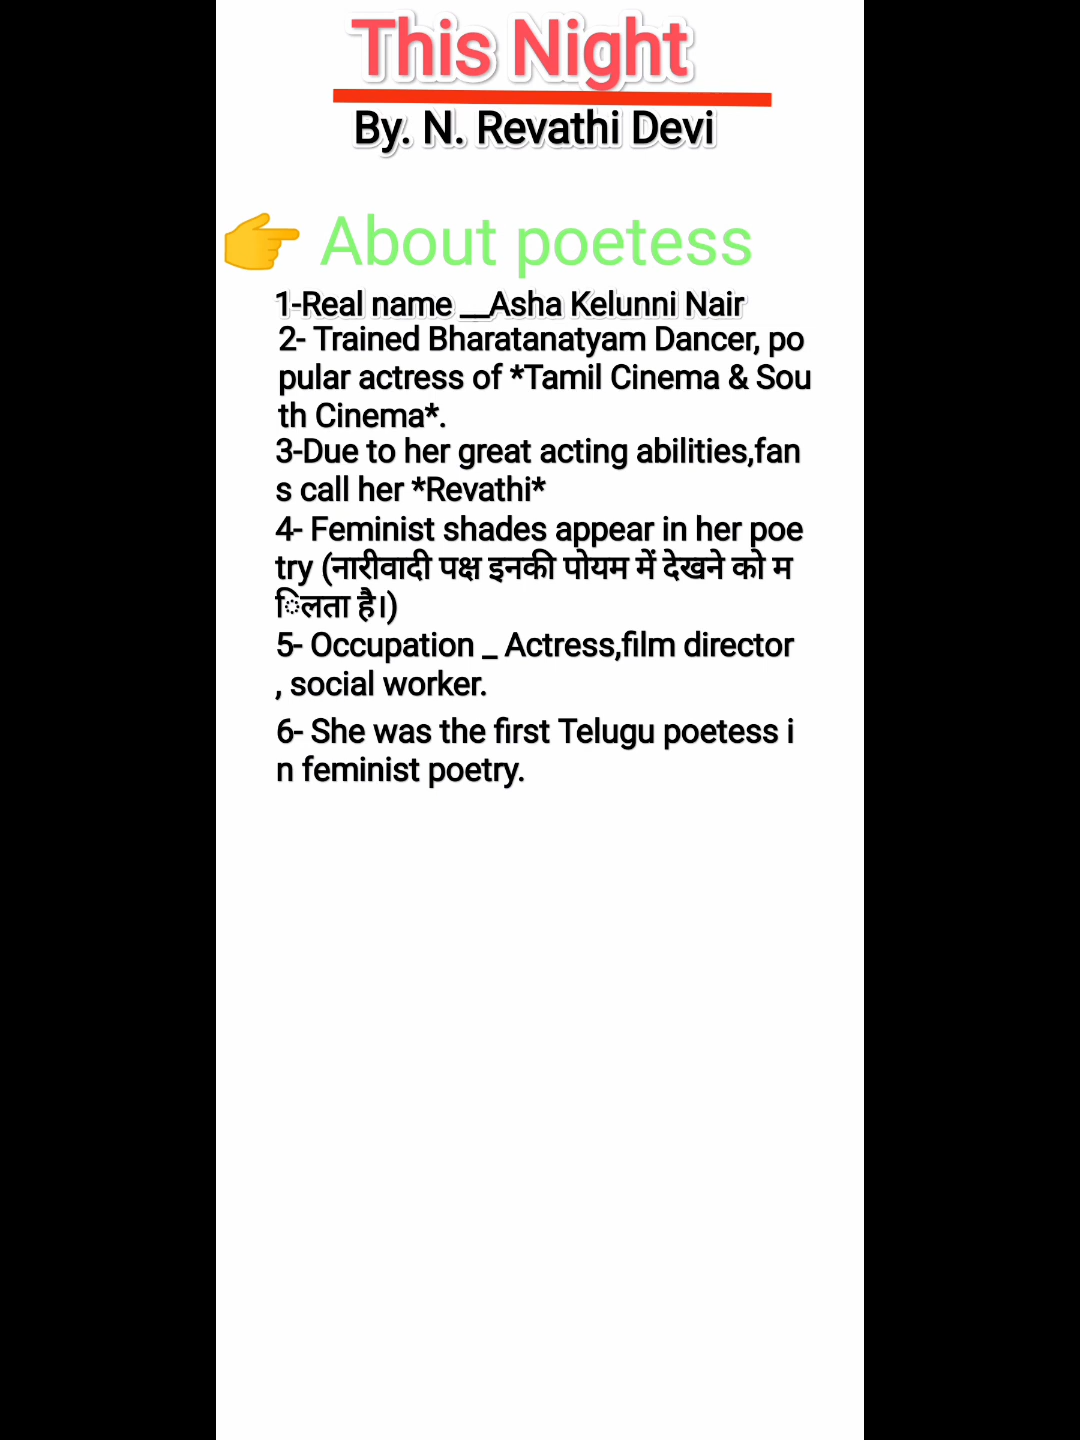 This Night
By. N. Revathi Devi
👉 About poetess
1-Real name __Asha Kelunni Nair
2- Trained Bharatanatyam Dancer, po
pular actress of *Tamil Cinema & Sou
th Cinema*.
3-Due to her great acting abilities,fan
s call her *Revathi*
4- Feminist shades appear in her poe
try (नारीवादी पक्ष इनकी पोयम में देखने को म
िलता है।)
5- Occupation _ Actress,film director
, social worker.
6- She was the first Telugu poetess i
n feminist poetry.